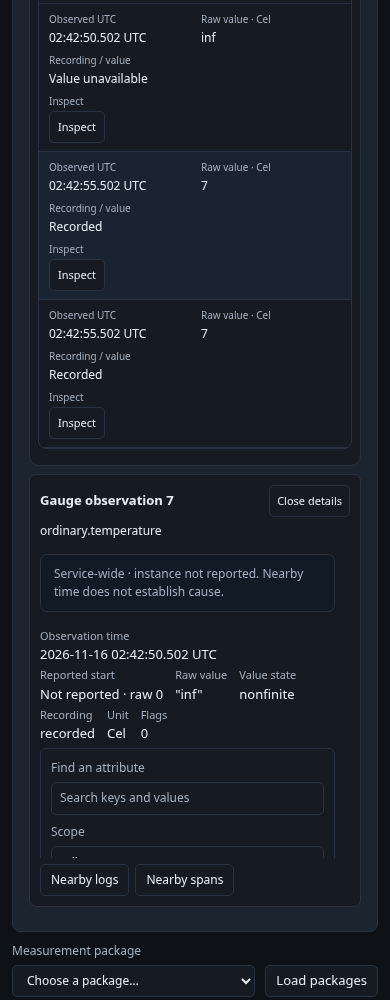 Observed UTC Raw value · Cel
02:42:50.502 UTC inf
Recording / value
Value unavailable
Inspect
Inspect
Observed UTC Raw value · Cel
02:42:55.502 UTC 7
Recording / value
Recorded
Inspect
Inspect
Observed UTC Raw value · Cel
02:42:55.502 UTC 7
Recording / value
Recorded
Inspect
Inspect
Gauge observation 7 Close details
ordinary.temperature
Service-wide · instance not reported. Nearby
time does not establish cause.
Observation time
2026-11-16 02:42:50.502 UTC
Reported start Raw value Value state
Not reported · raw 0 "inf" nonfinite
Recording Unit Flags
recorded Cel 0
Find an attribute
Search keys and values
Scope
Nearby logs Nearby spans
Measurement package
Choose a package... Load packages